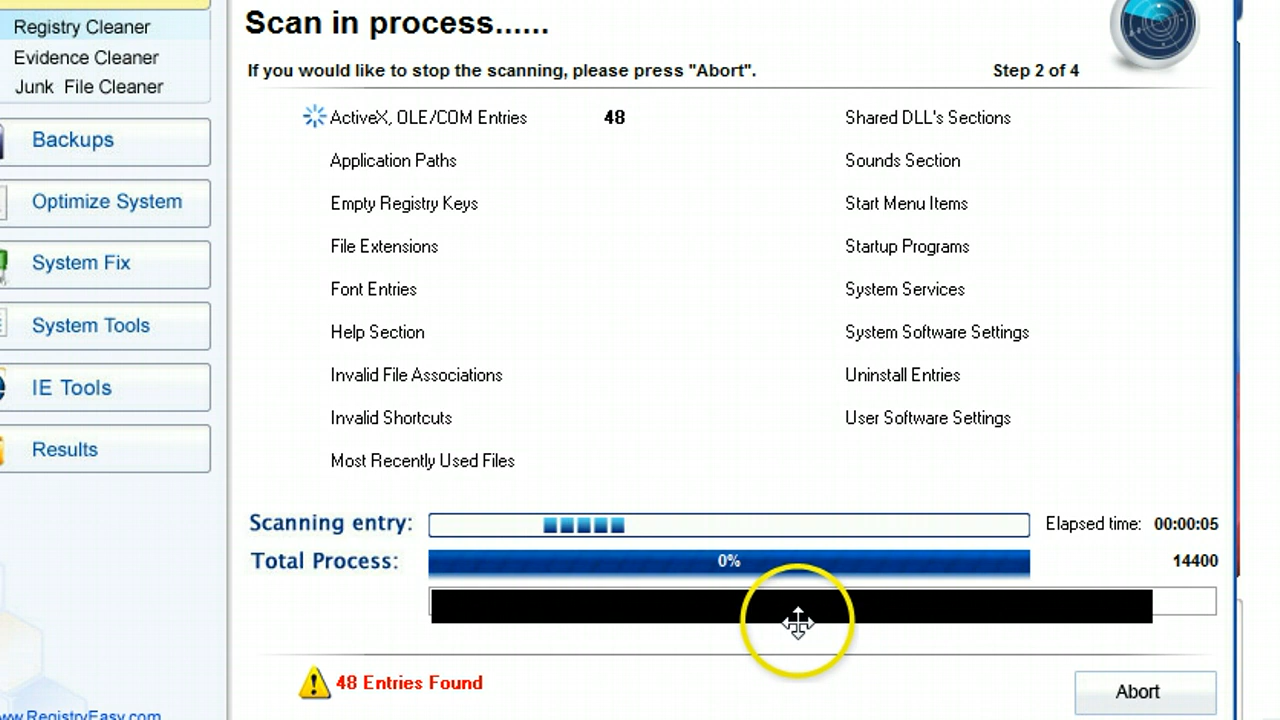 Registry Cleaner
Evidence Cleaner
Junk File Cleaner
Backups
Optimize System
System Fix
System Tools
IE Tools
Results
www.RegistryEasy.com
Scan in process......
If you would like to stop the scanning, please press "Abort".
Step 2 of 4
ActiveX, OLE/COM Entries 48
Application Paths
Empty Registry Keys
File Extensions
Font Entries
Help Section
Invalid File Associations
Invalid Shortcuts
Most Recently Used Files
Shared DLL's Sections
Sounds Section
Start Menu Items
Startup Programs
System Services
System Software Settings
Uninstall Entries
User Software Settings
Scanning entry: Elapsed time: 00:00:05
Total Process: 0% 14400
48 Entries Found
Abort